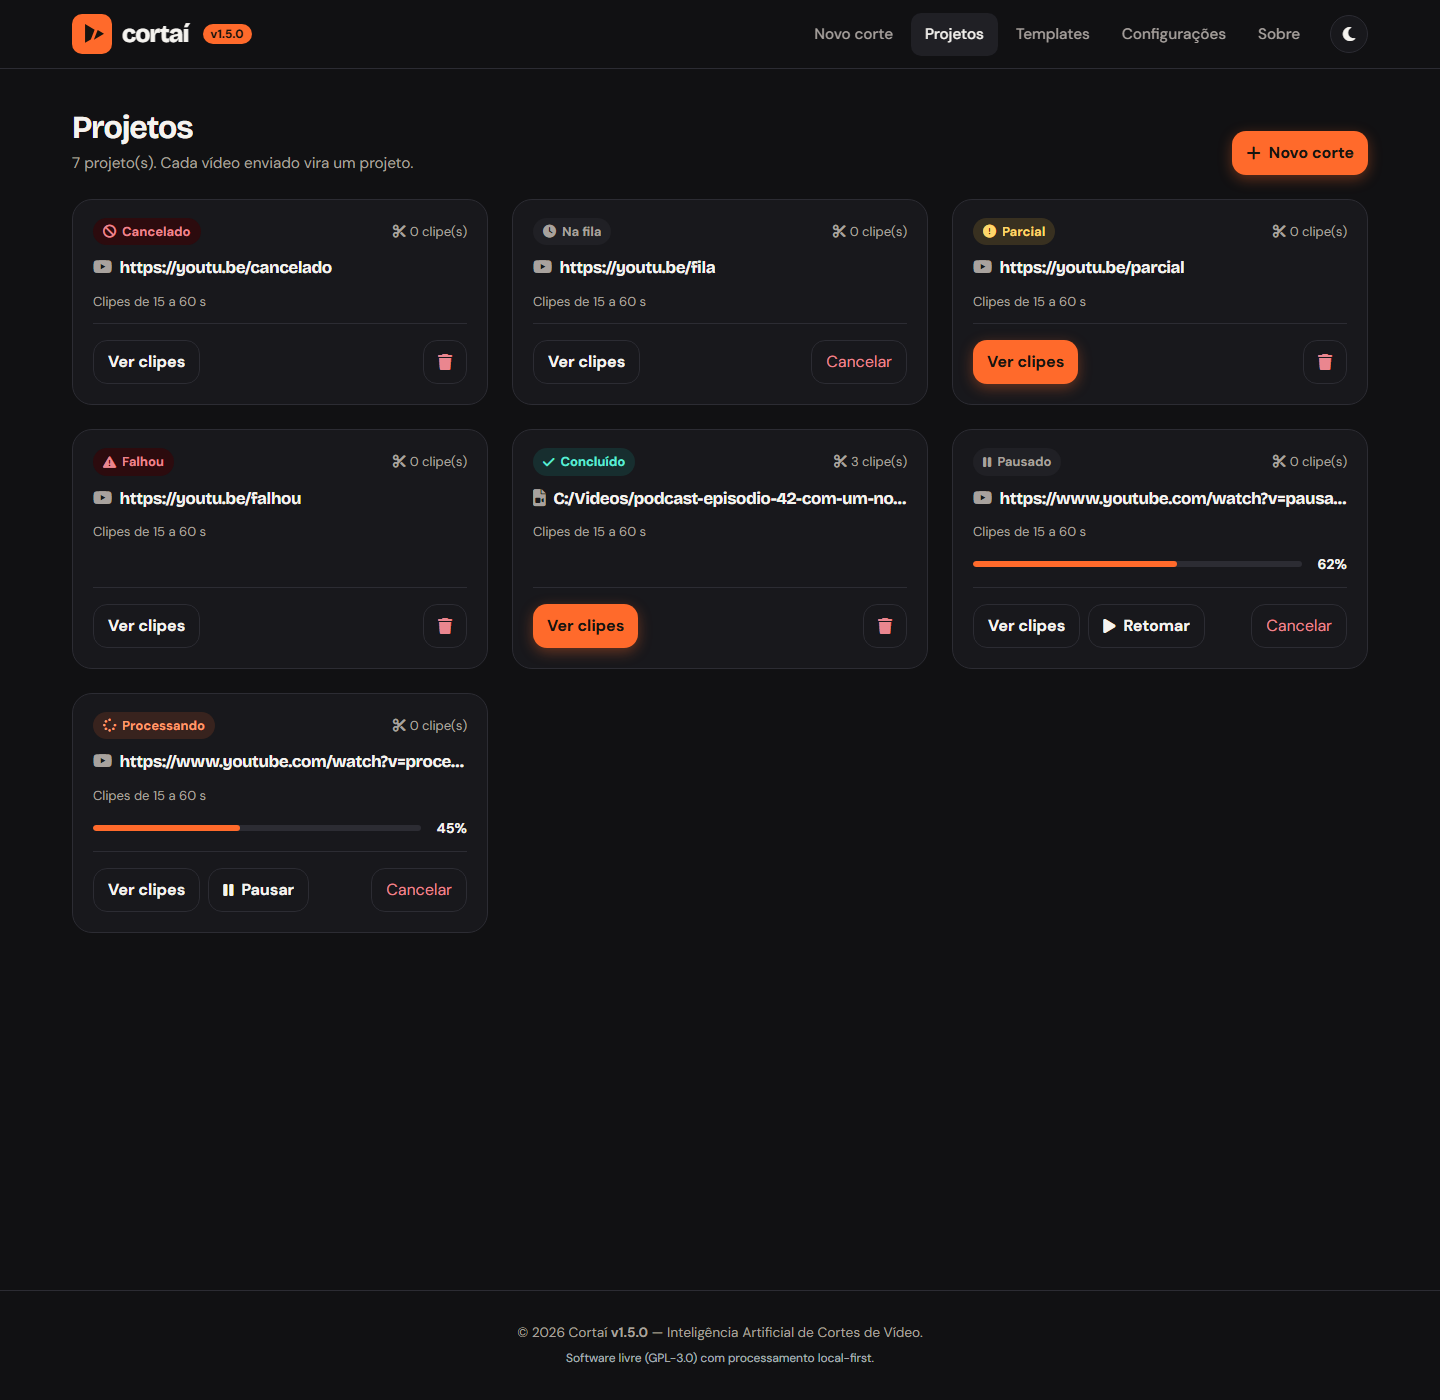 cortaí v1.5.0 Novo corte Projetos Templates Configurações Sobre
Projetos
7 projeto(s). Cada vídeo enviado vira um projeto.
+ Novo corte
Cancelado 0 clipe(s)
https://youtu.be/cancelado
Clipes de 15 a 60 s
Ver clipes
Na fila 0 clipe(s)
https://youtu.be/fila
Clipes de 15 a 60 s
Ver clipes Cancelar
Parcial 0 clipe(s)
https://youtu.be/parcial
Clipes de 15 a 60 s
Ver clipes
Falhou 0 clipe(s)
https://youtu.be/falhou
Clipes de 15 a 60 s
Ver clipes
Concluído 3 clipe(s)
C:/Videos/podcast-episodio-42-com-um-no...
Clipes de 15 a 60 s
Ver clipes
Pausado 0 clipe(s)
https://www.youtube.com/watch?v=pausa...
Clipes de 15 a 60 s
62%
Ver clipes Retomar Cancelar
Processando 0 clipe(s)
https://www.youtube.com/watch?v=proce...
Clipes de 15 a 60 s
45%
Ver clipes Pausar Cancelar
© 2026 Cortaí v1.5.0 — Inteligência Artificial de Cortes de Vídeo.
Software livre (GPL-3.0) com processamento local-first.